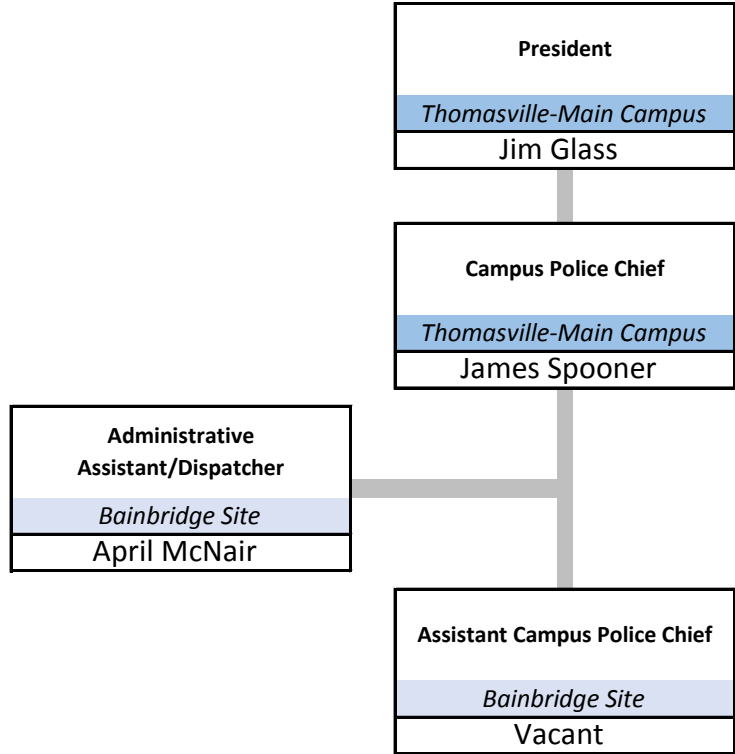 President
Thomasville-Main Campus
Jim Glass
Campus Police Chief
Thomasville-Main Campus
James Spooner
Administrative
Assistant/Dispatcher
Bainbridge Site
April McNair
Assistant Campus Police Chief
Bainbridge Site
Vacant